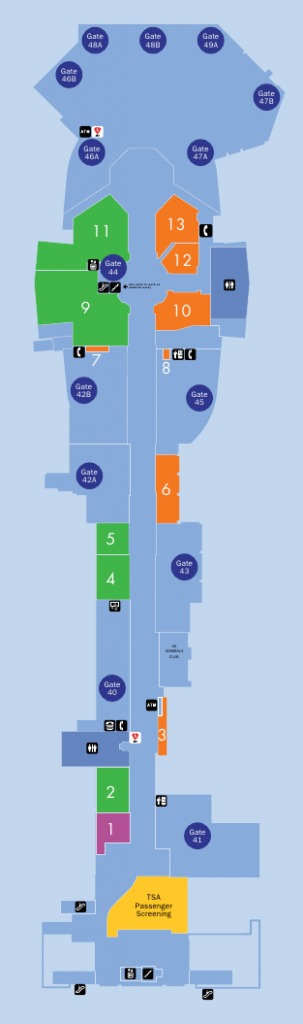 Gate
48A
Gate
48B
Gate
49A
Gate
46B
Gate
47B
ATM
Gate
46A
Gate
47A
11
13
12
Gate
44
9
10
7
8
Gate
42B
Gate
45
Gate
42A
6
5
4
Gate
43
CLUB
Gate
40
ATM
3
2
1
Gate
41
TSA
Passenger
Screening